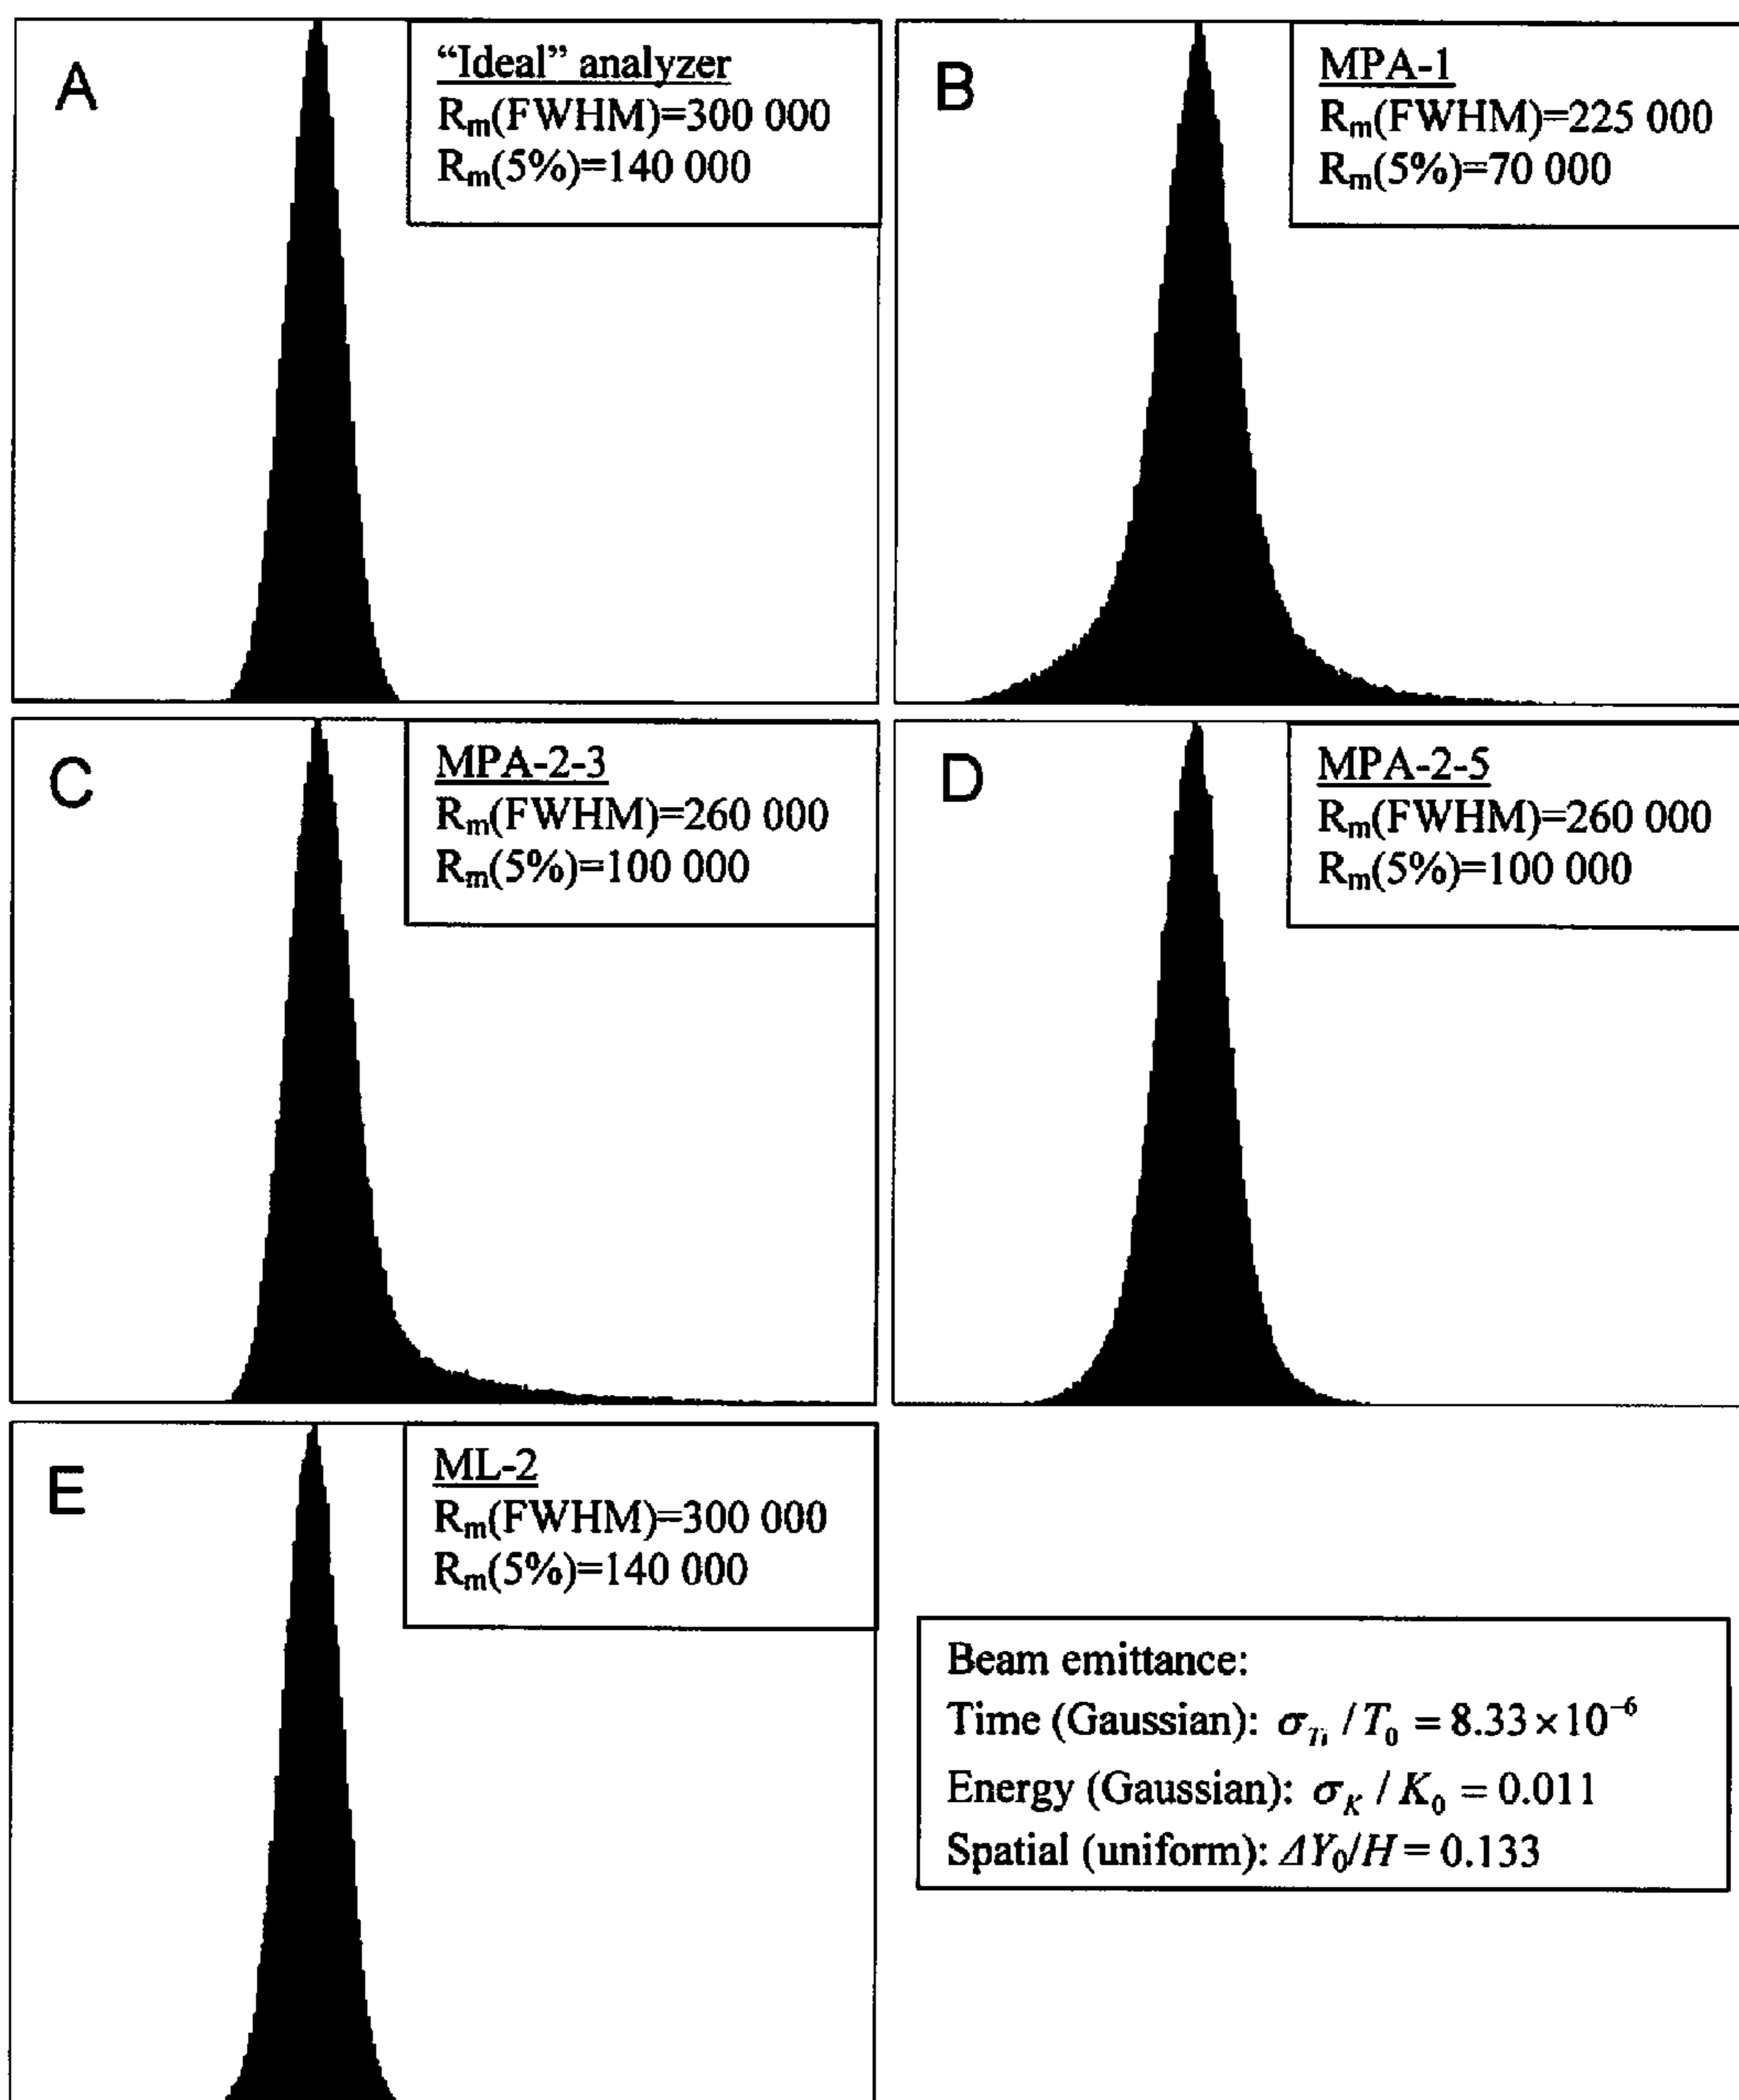 A
“Ideal” analyzer
Rₘ(FWHM)=300 000
Rₘ(5%)=140 000
B
MPA-1
Rₘ(FWHM)=225 000
Rₘ(5%)=70 000
C
MPA-2-3
Rₘ(FWHM)=260 000
Rₘ(5%)=100 000
D
MPA-2-5
Rₘ(FWHM)=260 000
Rₘ(5%)=100 000
E
ML-2
Rₘ(FWHM)=300 000
Rₘ(5%)=140 000
Beam emittance:
Time (Gaussian): / T₀ = 8.33×10⁻⁶
Energy (Gaussian): σ_K / K₀ = 0.011
Spatial (uniform): ΔY₀/H = 0.133